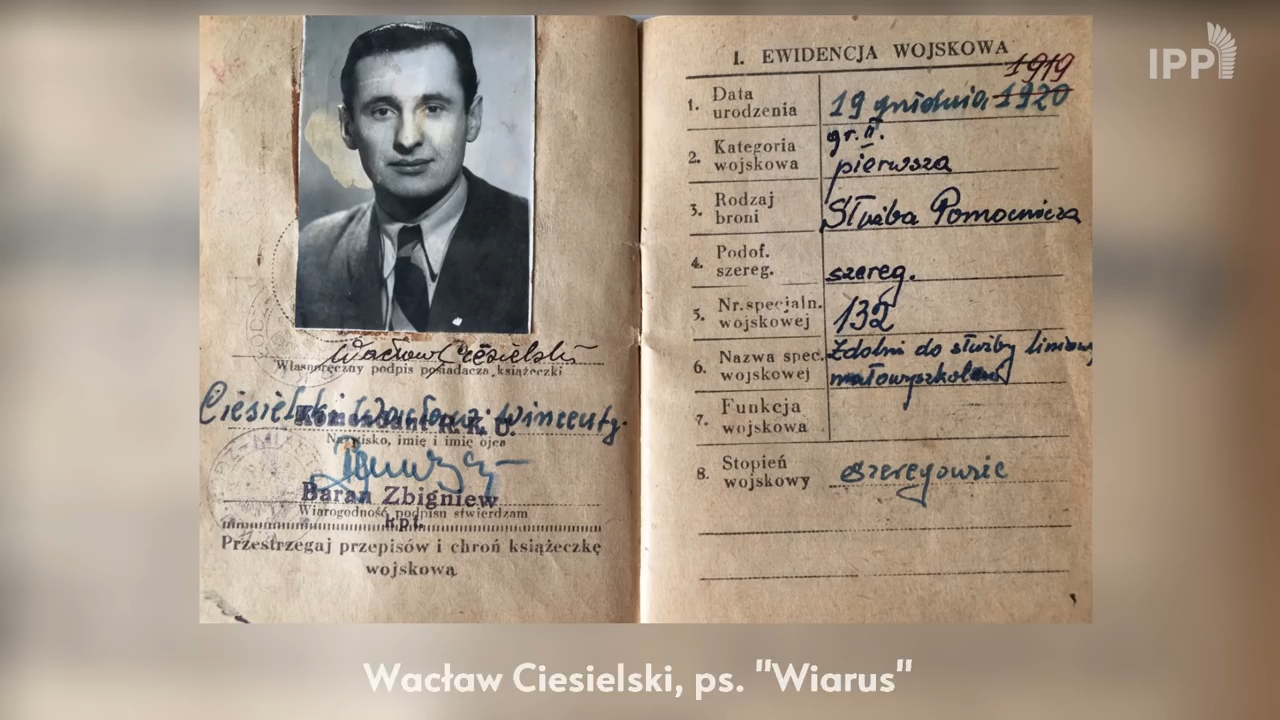 IPP
Wacław Ciesielski
Własnoręczny podpis posiadacza książeczki
Ciesielski Wacław Wincenty.
Komendant R. K. U.
Nazwisko, imię i imię ojca
Baran Zbigniew
Wiarogodność podpisu stwierdzam
kpt.
Przestrzegaj przepisów i chroń książeczkę
wojskową
I. EWIDENCJA WOJSKOWA
1919
1. Data urodzenia 19 grudnia 1920
gr. II.
2. Kategoria wojskowa pierwsza
3. Rodzaj broni Służba Pomocnicza
4. Podof. szereg. szereg.
5. Nr. specjaln. wojskowej 132
6. Nazwa spec. wojskowej Zdolni do służby liniowej
małowyszkoleni
7. Funkcja wojskowa
8. Stopień wojskowy szeregowiec
Wacław Ciesielski, ps. "Wiarus"